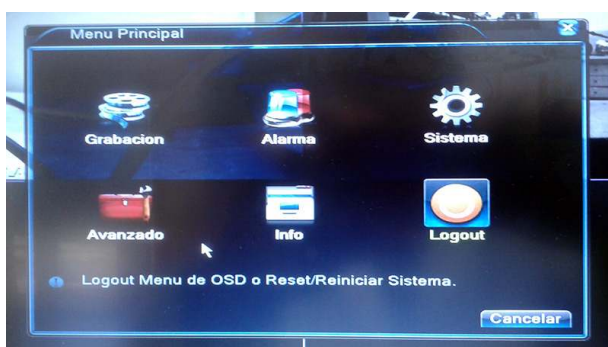 Menu Principal
Grabacion
Alarma
Sistema
Avanzado
Info
Logout
Logout Menu de OSD o Reset/Reiniciar Sistema.
Cancelar